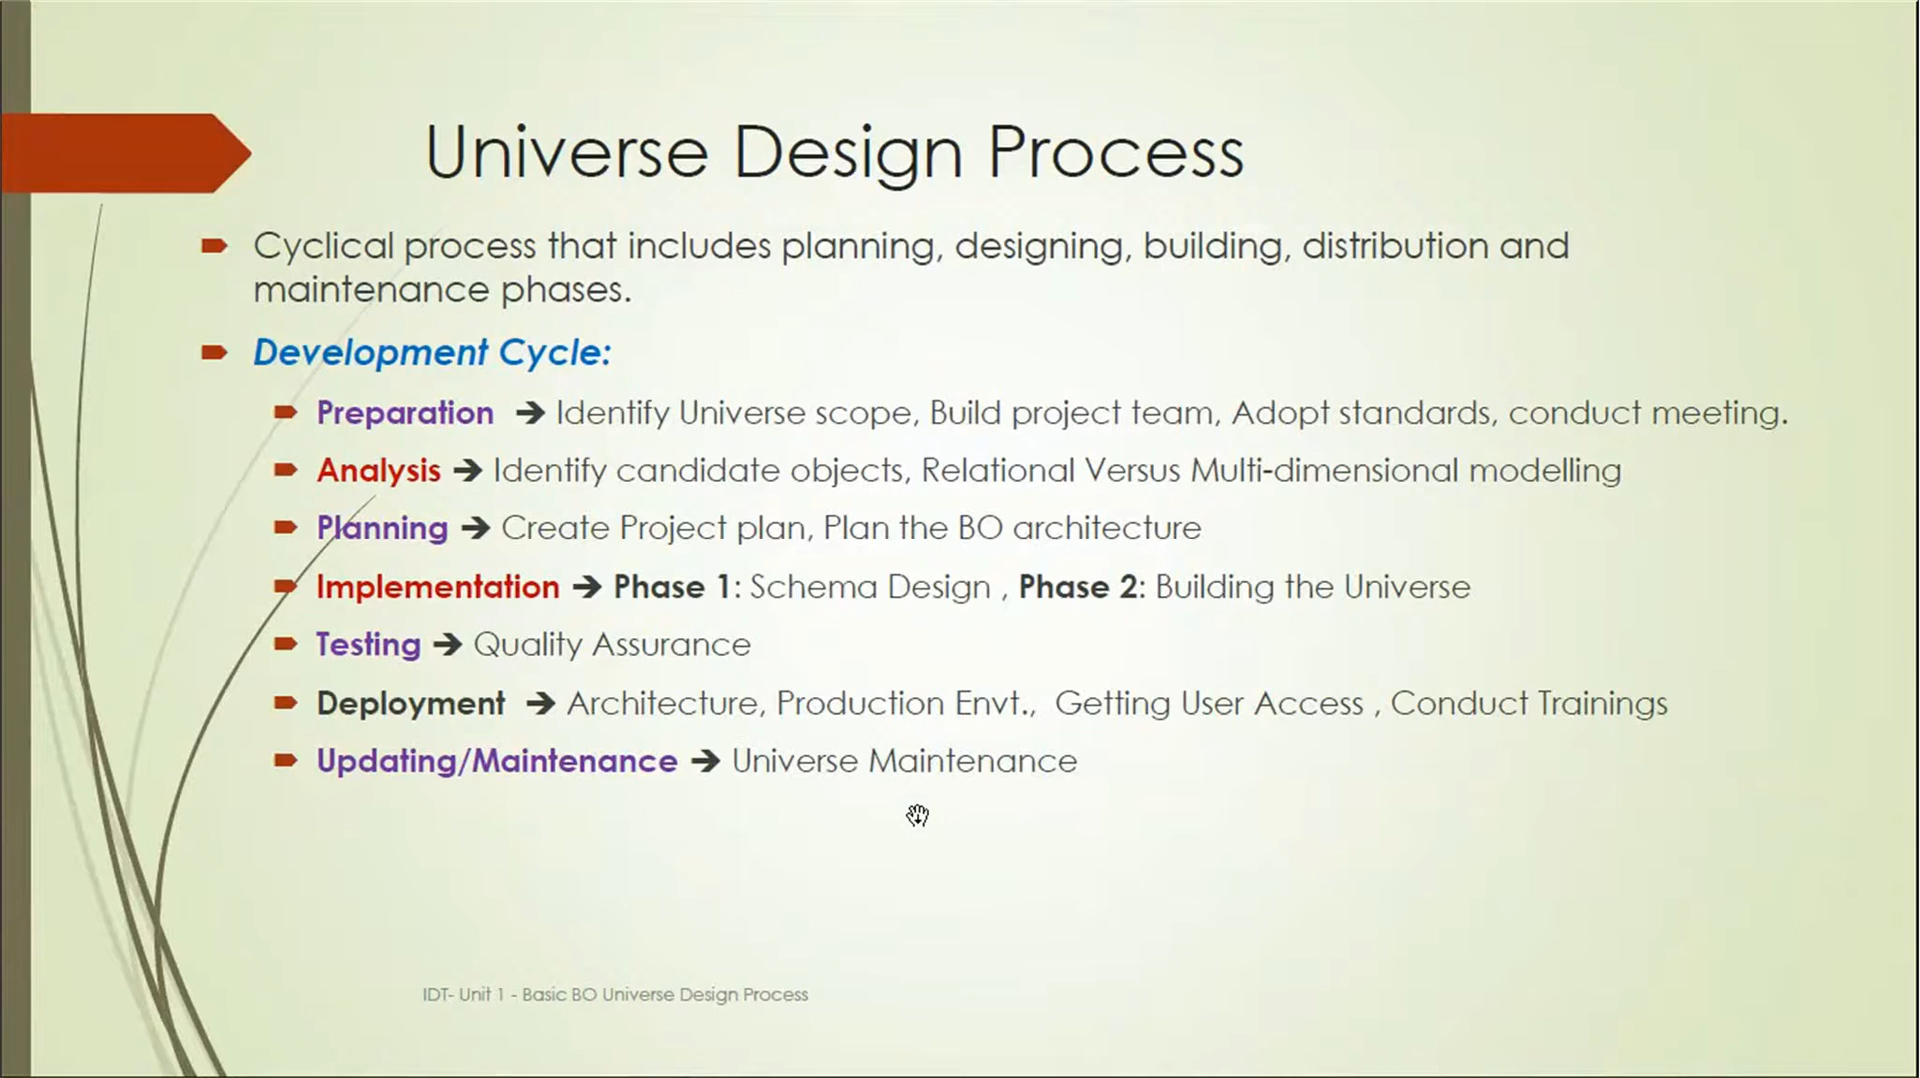 Universe Design Process
Cyclical process that includes planning, designing, building, distribution and
maintenance phases.
Development Cycle:
Preparation ➔ Identify Universe scope, Build project team, Adopt standards, conduct meeting.
Analysis ➔ Identify candidate objects, Relational Versus Multi-dimensional modelling
Planning ➔ Create Project plan, Plan the BO architecture
Implementation ➔ Phase 1: Schema Design , Phase 2: Building the Universe
Testing ➔ Quality Assurance
Deployment ➔ Architecture, Production Envt., Getting User Access , Conduct Trainings
Updating/Maintenance ➔ Universe Maintenance
IDT- Unit 1 - Basic BO Universe Design Process